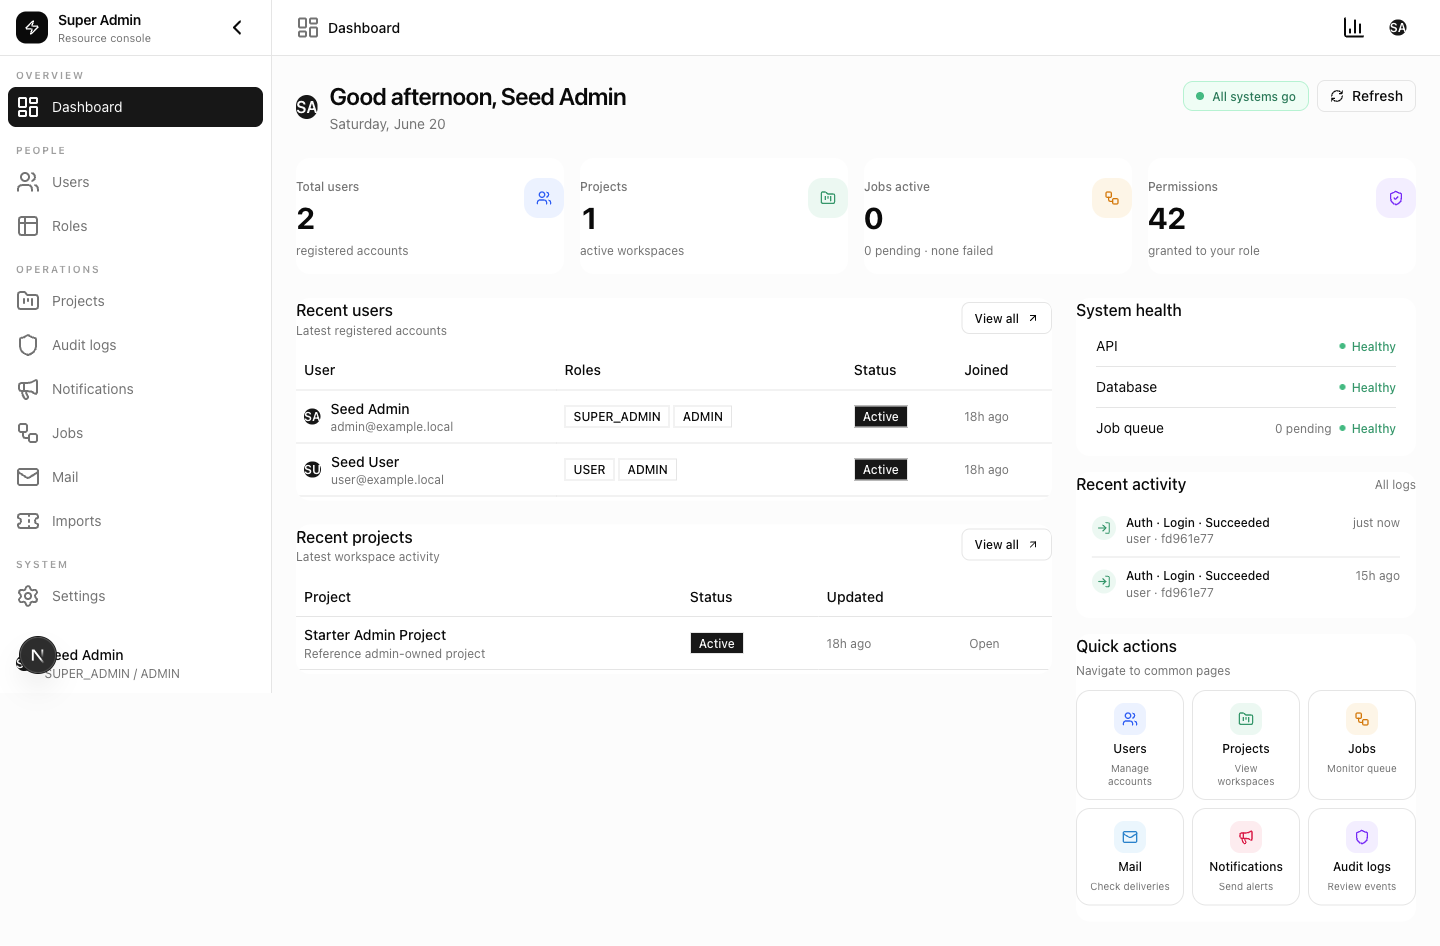 Super Admin
Resource console
OVERVIEW
Dashboard
PEOPLE
Users
Roles
OPERATIONS
Projects
Audit logs
Notifications
Jobs
Mail
Imports
SYSTEM
Settings
N
eed Admin
SUPER_ADMIN / ADMIN
Dashboard
SA
SA
Good afternoon, Seed Admin
Saturday, June 20
All systems go
Refresh
Total users
2
registered accounts
Projects
1
active workspaces
Jobs active
0
0 pending · none failed
Permissions
42
granted to your role
Recent users
Latest registered accounts
View all
User Roles Status Joined
SA Seed Admin SUPER_ADMIN ADMIN Active 18h ago
admin@example.local
SU Seed User USER ADMIN Active 18h ago
user@example.local
Recent projects
Latest workspace activity
View all
Project Status Updated
Starter Admin Project Active 18h ago Open
Reference admin-owned project
System health
API Healthy
Database Healthy
Job queue 0 pending Healthy
Recent activity All logs
Auth · Login · Succeeded just now
user · fd961e77
Auth · Login · Succeeded 15h ago
user · fd961e77
Quick actions
Navigate to common pages
Users
Manage
accounts
Projects
View
workspaces
Jobs
Monitor queue
Mail
Check deliveries
Notifications
Send alerts
Audit logs
Review events